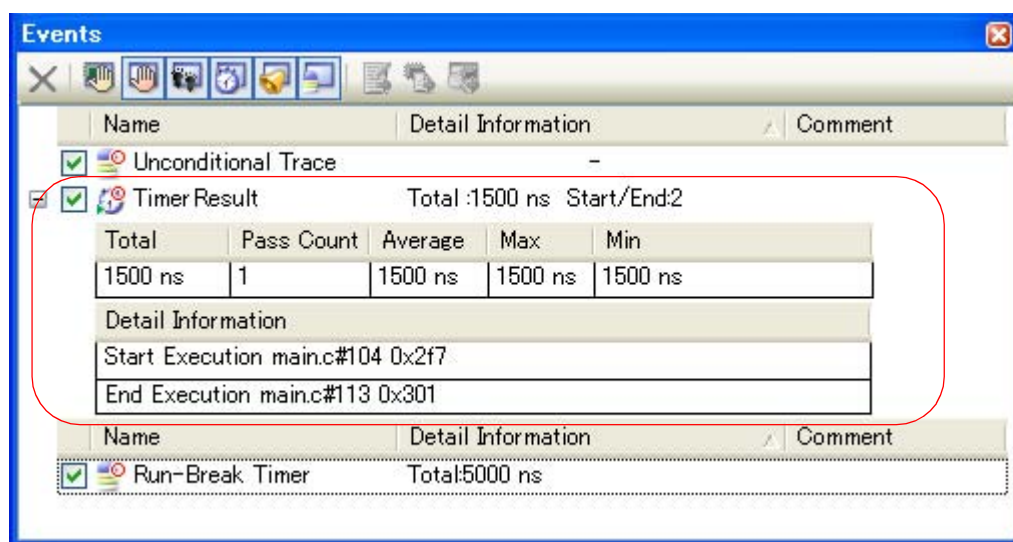 Events
Name Detail Information Comment
Unconditional Trace -
Timer Result Total :1500 ns Start/End:2
Total Pass Count Average Max Min
1500 ns 1 1500 ns 1500 ns 1500 ns
Detail Information
Start Execution main.c#104 0x2f7
End Execution main.c#113 0x301
Name Detail Information Comment
Run-Break Timer Total:5000 ns